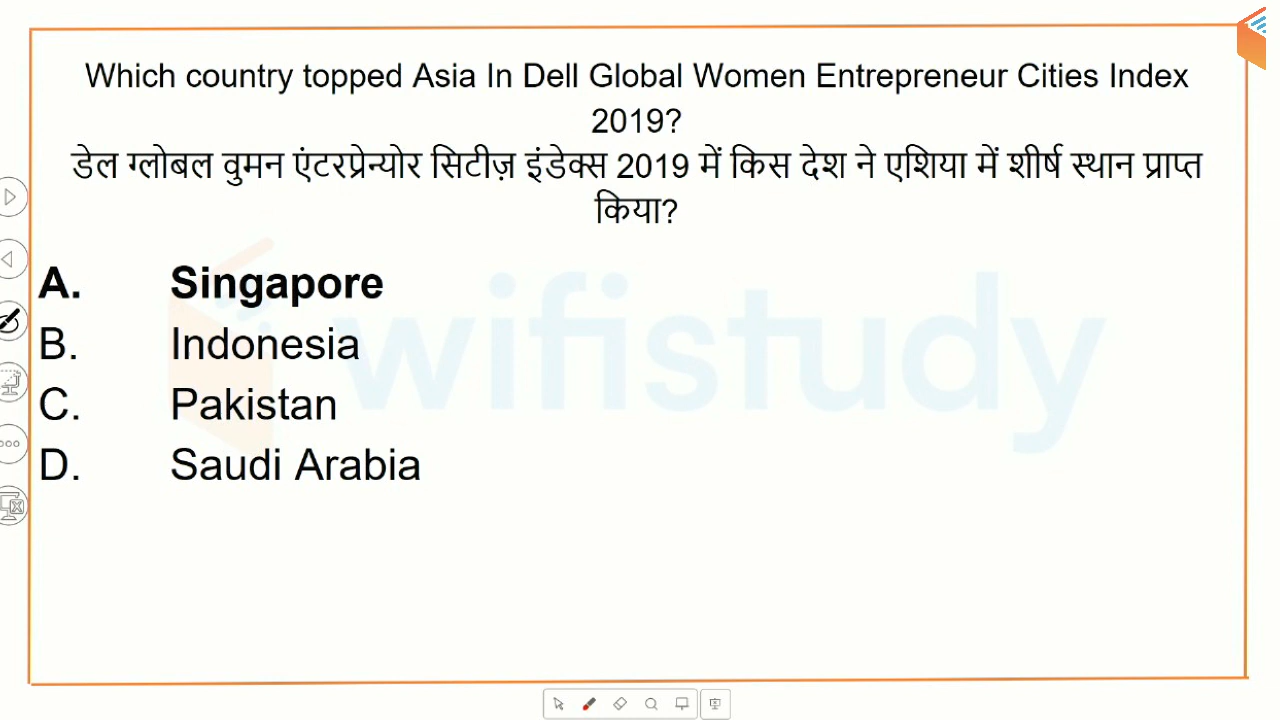 Which country topped Asia In Dell Global Women Entrepreneur Cities Index
2019?
डेल ग्लोबल वुमन एंटरप्रेन्योर सिटीज़ इंडेक्स 2019 में किस देश ने एशिया में शीर्ष स्थान प्राप्त
किया?
A. Singapore
B. Indonesia
C. Pakistan
D. Saudi Arabia
wifistudy